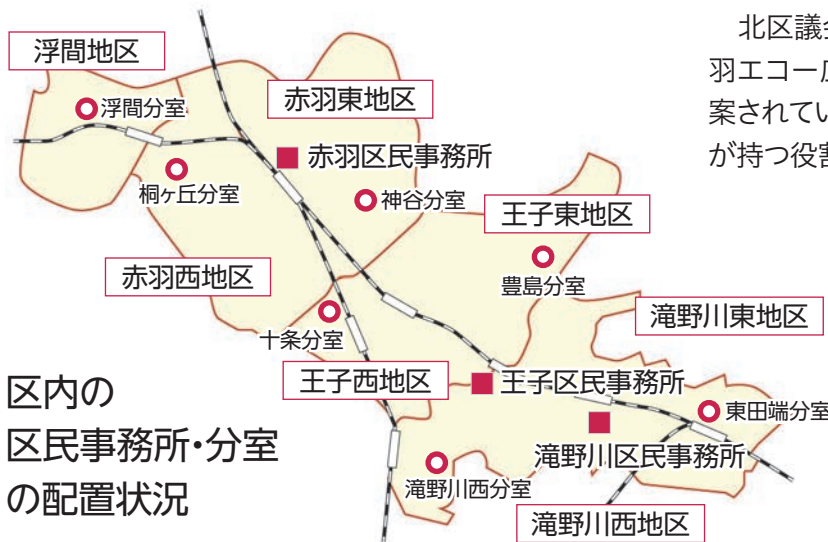 浮間地区
浮間分室
赤羽東地区
赤羽区民事務所
桐ヶ丘分室
神谷分室
王子東地区
赤羽西地区
豊島分室
十条分室
滝野川東地区
王子西地区
王子区民事務所
東田端分室
滝野川区民事務所
滝野川西分室
滝野川西地区
区内の
区民事務所・分室
の配置状況
北区議会
羽エコー広
案されてい
が持つ役割